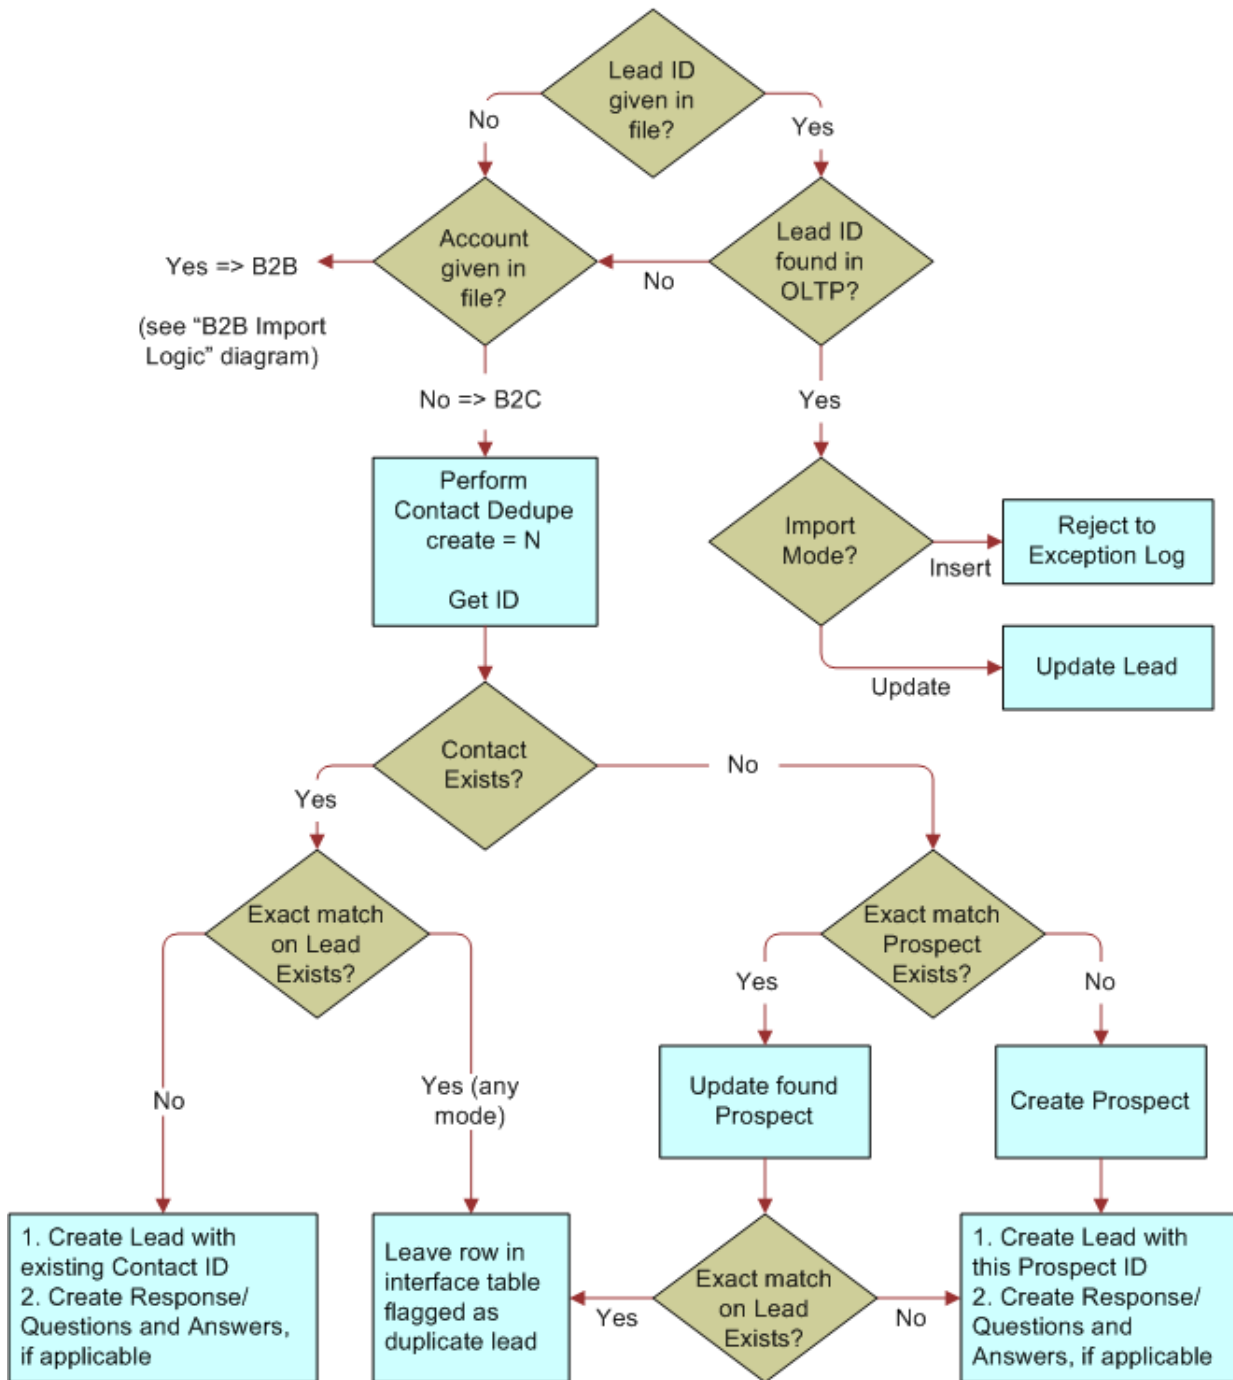 Lead ID
given in
file?
No
Yes
Account
given in
file?
Lead ID
found in
OLTP?
Yes => B2B
No
(see “B2B Import
Logic” diagram)
No => B2C
Yes
Perform
Contact Dedupe
create = N
Get ID
Import
Mode?
Insert
Reject to
Exception Log
Update
Update Lead
Contact
Exists?
Yes
No
Exact match
on Lead
Exists?
Exact match
Prospect
Exists?
Yes
No
No
Yes (any
mode)
Update found
Prospect
Create Prospect
1. Create Lead with
existing Contact ID
2. Create Response/
Questions and Answers,
if applicable
Leave row in
interface table
flagged as
duplicate lead
Yes
Exact match
on Lead
Exists?
No
1. Create Lead with
this Prospect ID
2. Create Response/
Questions and
Answers, if applicable